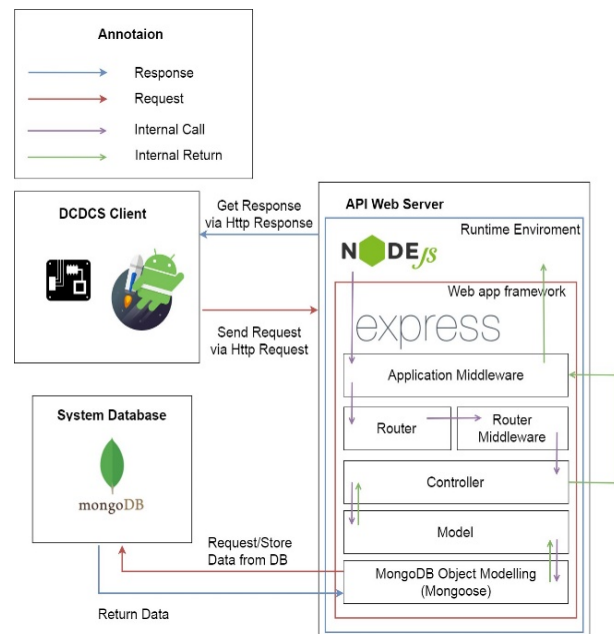 Annotaion
Response
Request
Internal Call
Internal Return
DCDCS Client
Get Response
via Http Response
Send Request
via Http Request
API Web Server
Runtime Enviroment
NODE
JS
Web app framework
express
Application Middleware
Router
Router
Middleware
Controller
Model
MongoDB Object Modelling
(Mongoose)
System Database
mongoDB
Request/Store
Data from DB
Return Data